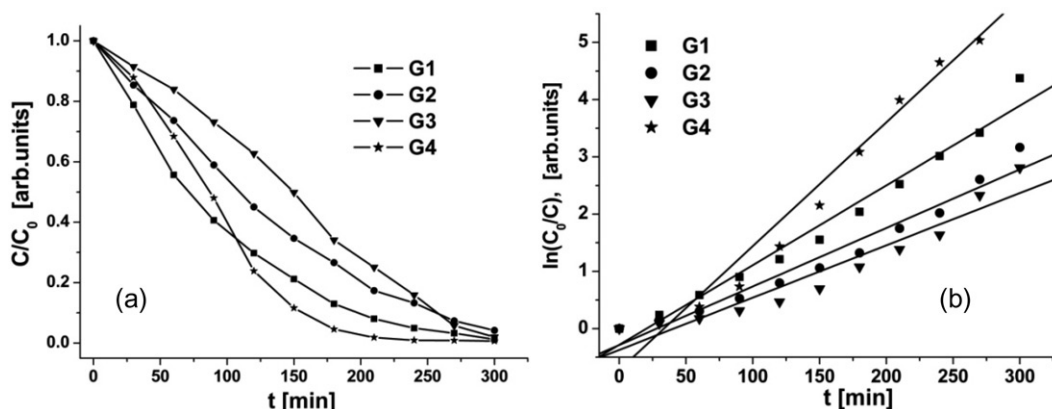 1.0
0.8
0.6
0.4
0.2
0.0
C/C0 [arb.units]
G1
G2
G3
G4
(a)
0 50 100 150 200 250 300
t [min]
5
4
3
2
1
0
ln(C0/C), [arb.units]
G1
G2
G3
G4
(b)
0 50 100 150 200 250 300
t [min]